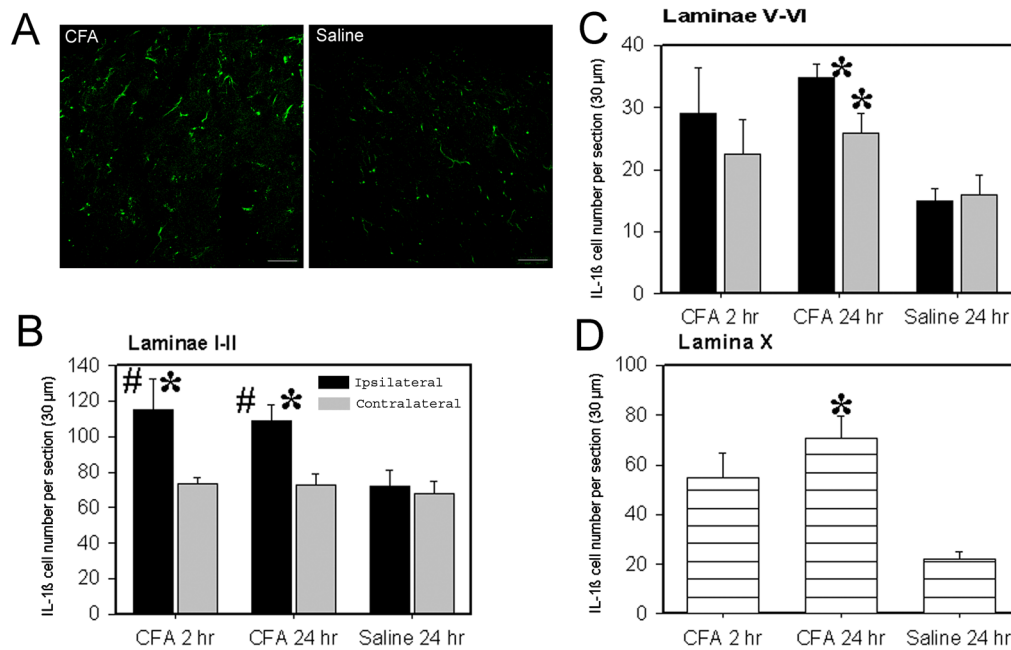 A
CFA
Saline
B
Laminae I-II
IL-1ß cell number per section (30 µm)
140
120
100
80
60
40
20
0
# *
# *
Ipsilateral
Contralateral
CFA 2 hr
CFA 24 hr
Saline 24 hr
C
Laminae V-VI
IL-1ß cell number per section (30 µm)
40
30
20
10
0
*
*
CFA 2 hr
CFA 24 hr
Saline 24 hr
D
Lamina X
IL-1ß cell number per section (30 µm)
100
80
60
40
20
0
*
CFA 2 hr
CFA 24 hr
Saline 24 hr